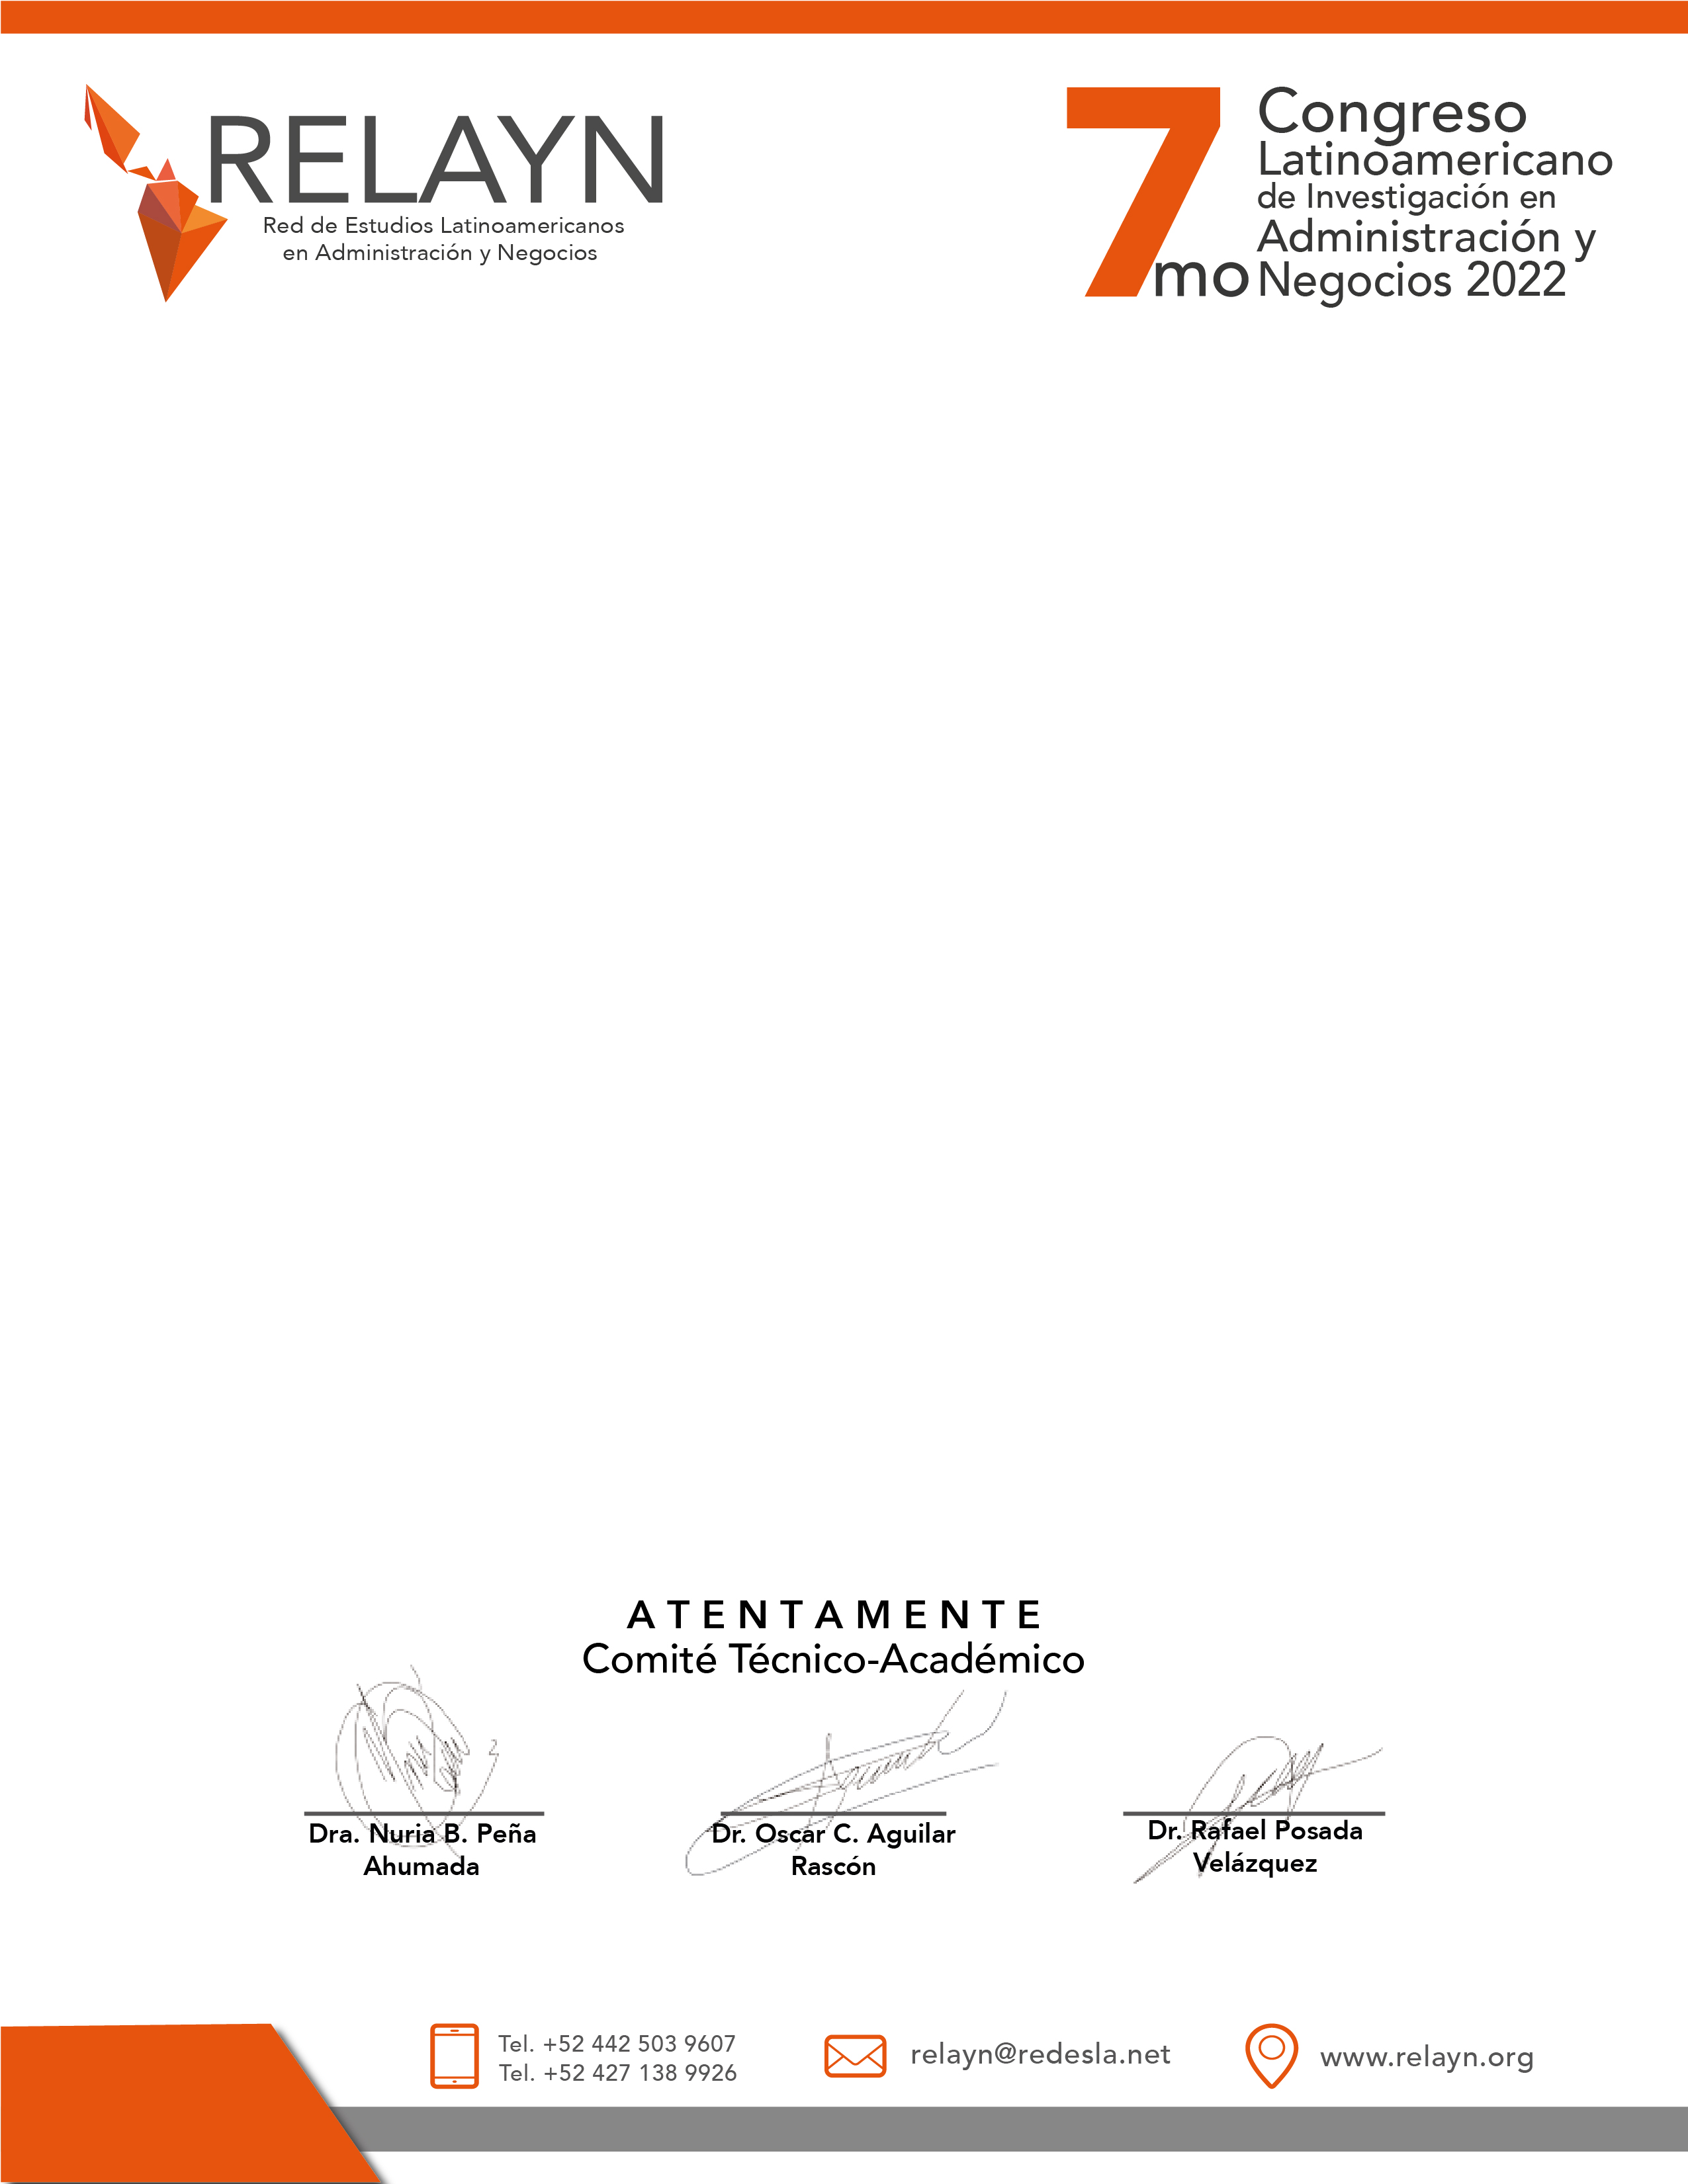 RELAYN
Red de Estudios Latinoamericanos
en Administración y Negocios
7mo
Congreso
Latinoamericano
de Investigación en
Administración y
Negocios 2022
ATENTAMENTE
Comité Técnico-Académico
Dra. Nuria B. Peña
Ahumada
Dr. Oscar C. Aguilar
Rascón
Dr. Rafael Posada
Velázquez
Tel. +52 442 503 9607
Tel. +52 427 138 9926
relayn@redesla.net
www.relayn.org